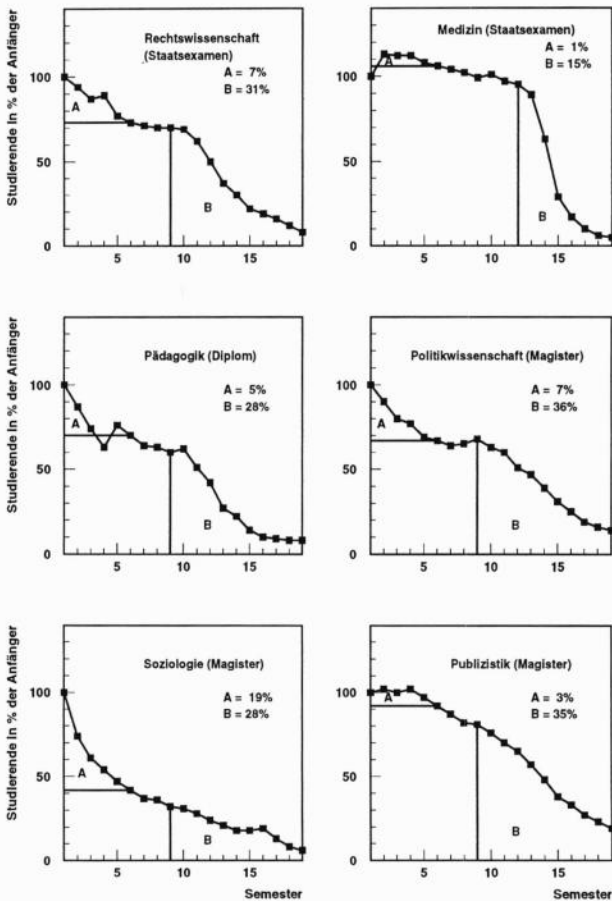 Studierende in % der Anfänger
Rechtswissenschaft
(Staatsexamen)
A = 7%
B = 31%
100
50
0
A
B
5
10
15
Medizin (Staatsexamen)
A = 1%
B = 15%
100
50
0
A
B
5
10
15
Studierende in % der Anfänger
Pädagogik (Diplom)
A = 5%
B = 28%
100
50
0
A
B
5
10
15
Politikwissenschaft (Magister)
A = 7%
B = 36%
100
50
0
A
B
5
10
15
Studierende in % der Anfänger
Soziologie (Magister)
A = 19%
B = 28%
100
50
0
A
B
5
10
15
Semester
Publizistik (Magister)
A = 3%
B = 35%
100
50
0
A
B
5
10
15
Semester